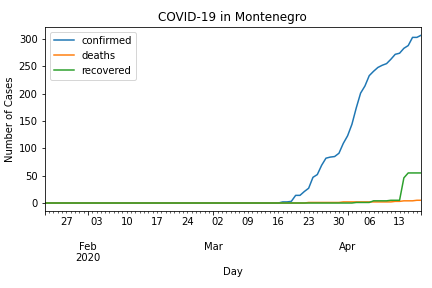 COVID-19 in Montenegro
confirmed
deaths
recovered
Number of Cases
300
250
200
150
100
50
0
27 03 10 17 24 02 09 16 23 30 06 13
Feb Mar Apr
2020
Day